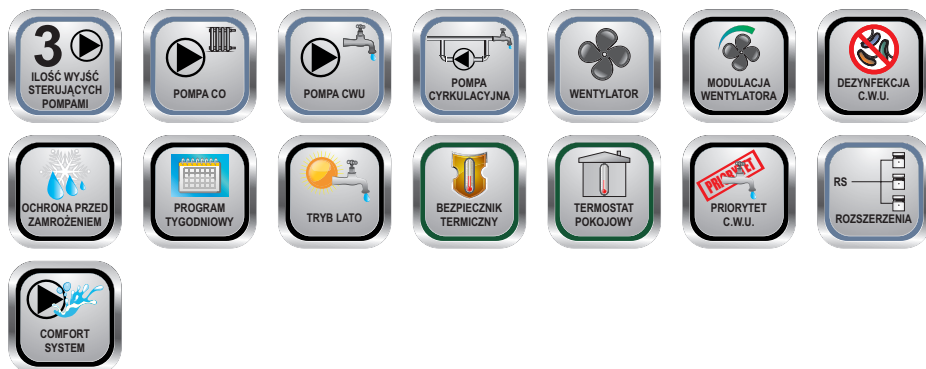 3
ILOŚĆ WYJŚĆ
STERUJĄCYCH
POMPAMI
POMPA CO
POMPA CWU
POMPA
CYRKULACYJNA
WENTYLATOR
MODULACJA
WENTYLATORA
DEZYNFEKCJA
C.W.U.
OCHRONA PRZED
ZAMROŻENIEM
PROGRAM
TYGODNIOWY
TRYB LATO
BEZPIECZNIK
TERMICZNY
TERMOSTAT
POKOJOWY
PRIORYTET
PRIORYTET
C.W.U.
RS
ROZSZERZENIA
COMFORT
SYSTEM